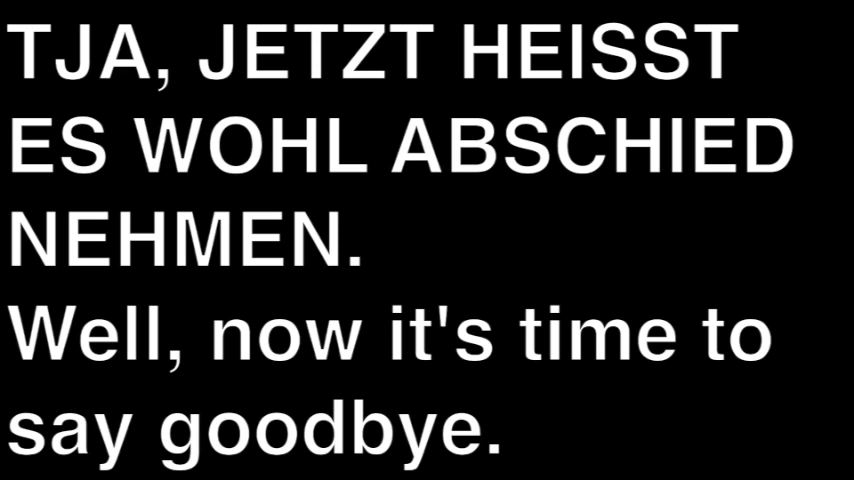 TJA, JETZT HEISST
ES WOHL ABSCHIED
NEHMEN.
Well, now it's time to
say goodbye.